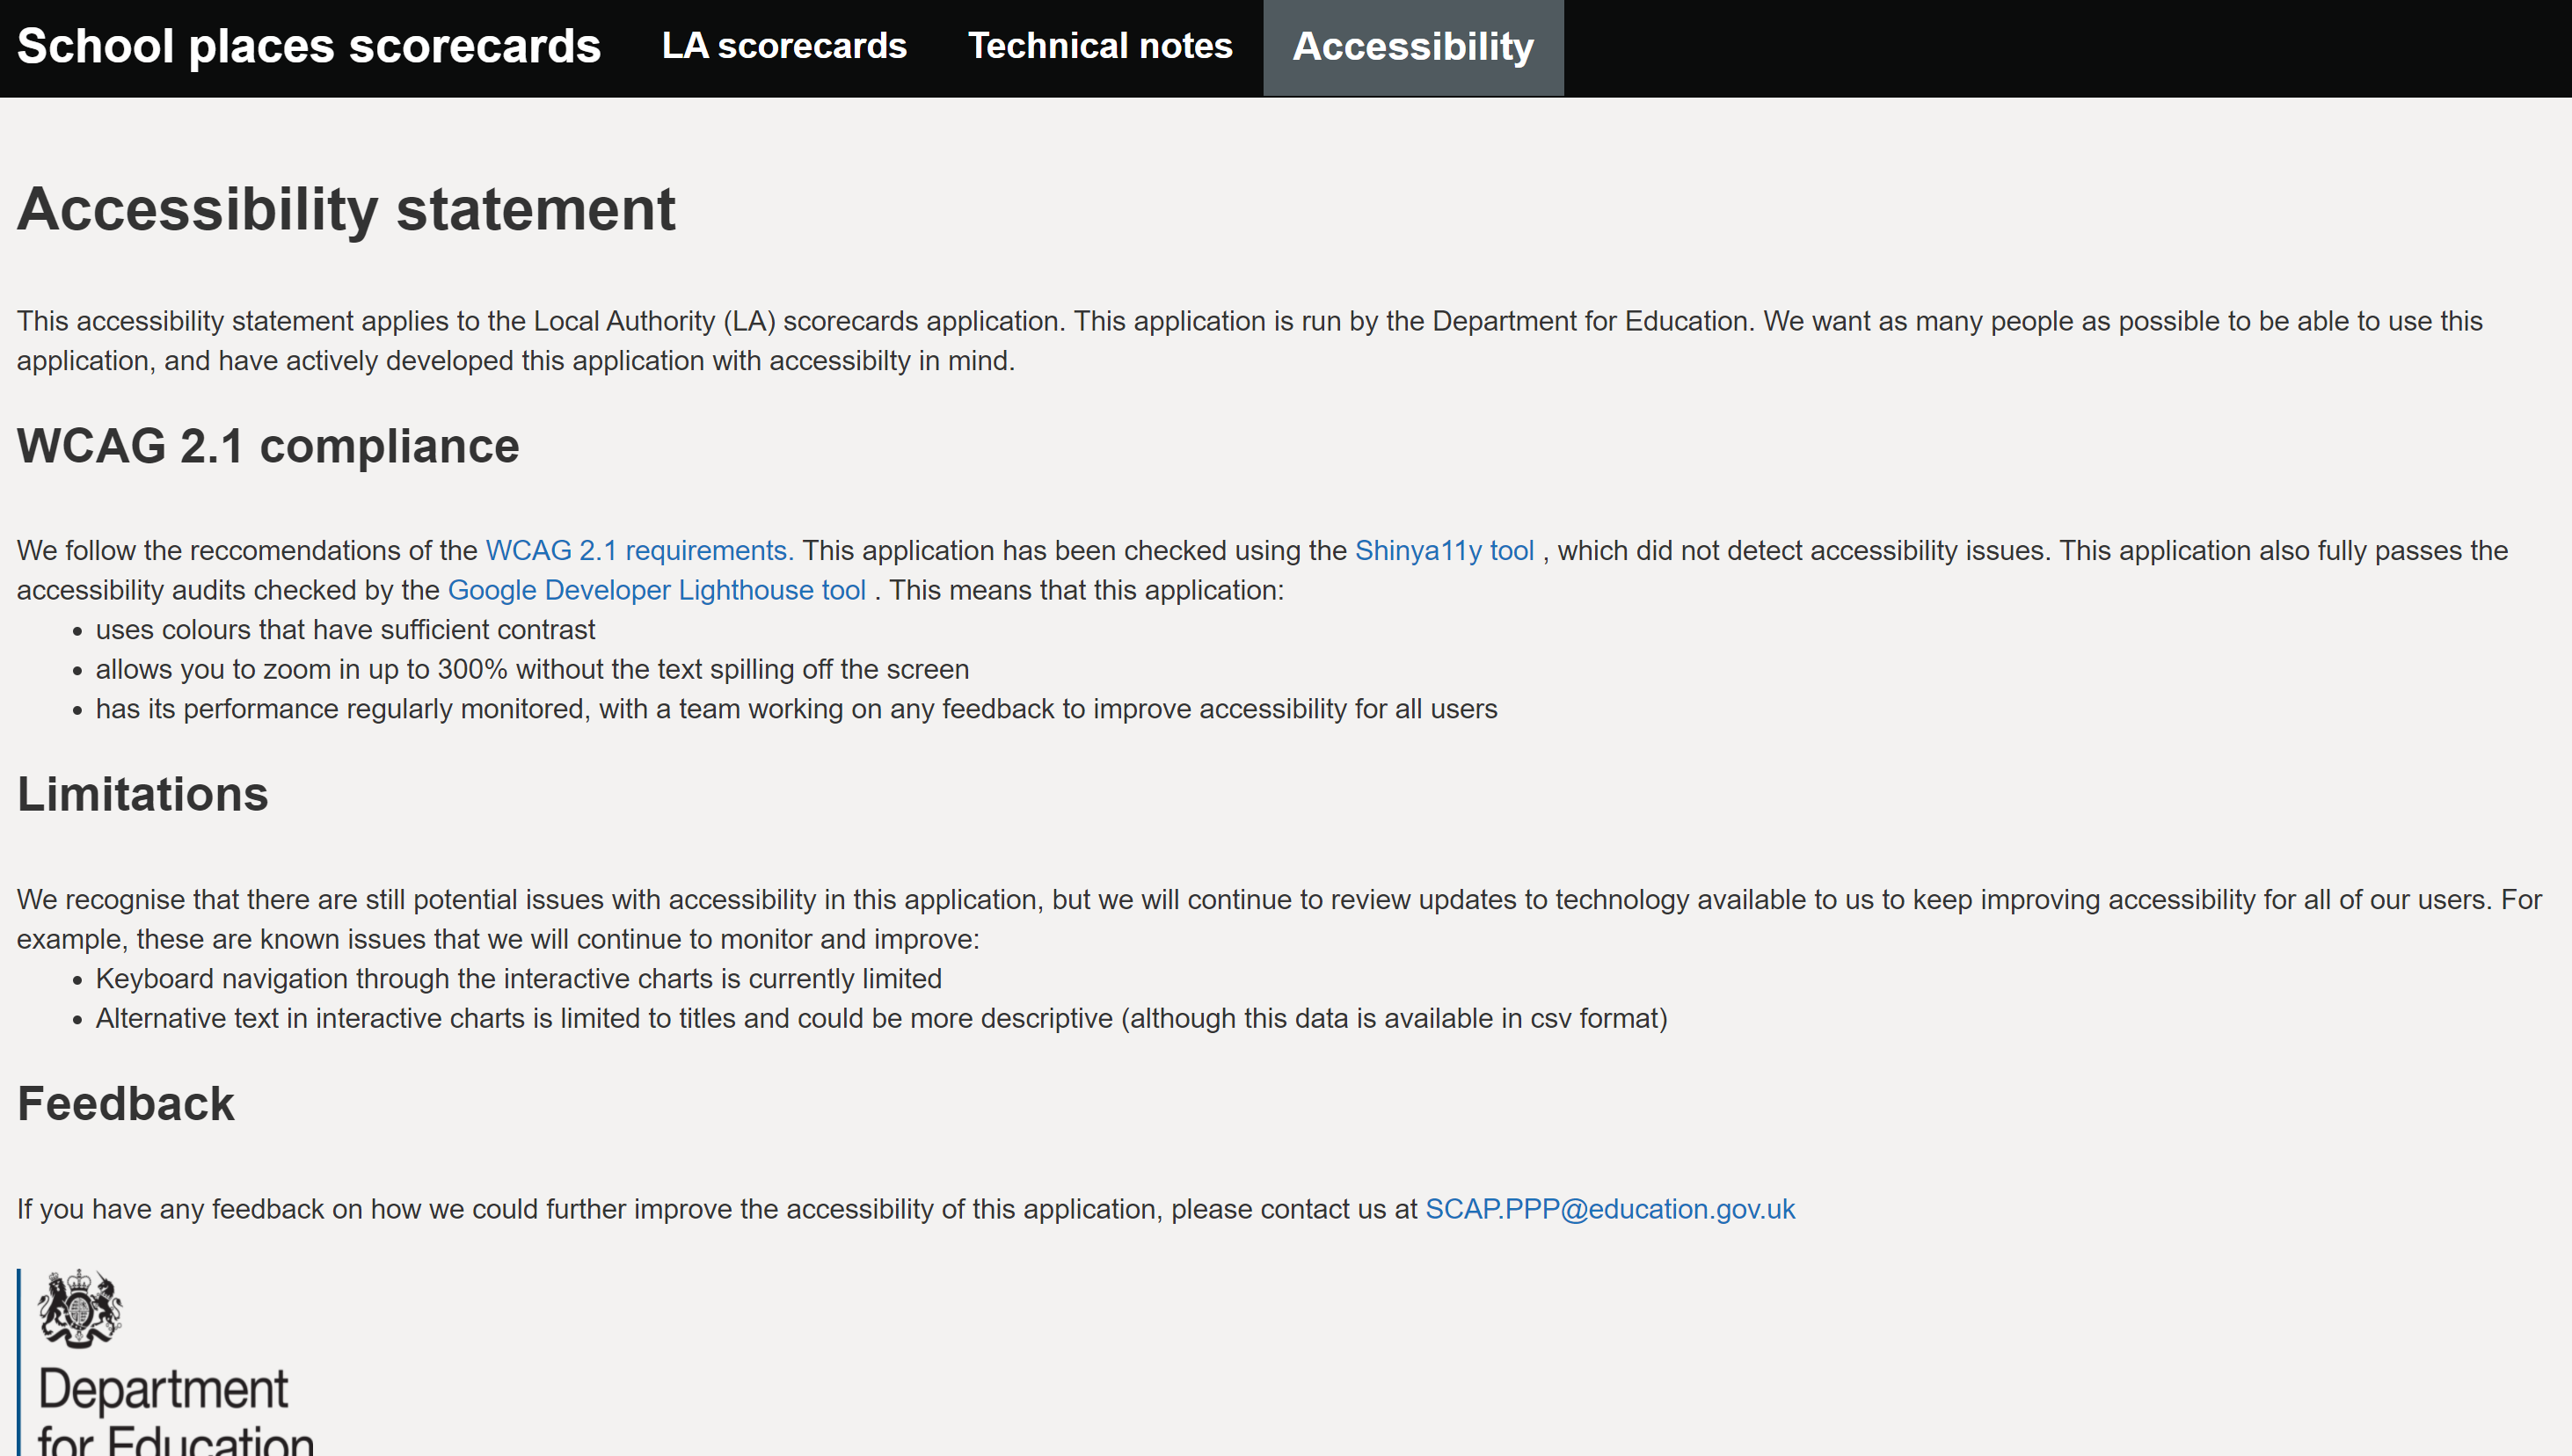 School places scorecards LA scorecards Technical notes Accessibility
Accessibility statement
This accessibility statement applies to the Local Authority (LA) scorecards application. This application is run by the Department for Education. We want as many people as possible to be able to use this
application, and have actively developed this application with accessibilty in mind.
WCAG 2.1 compliance
We follow the reccomendations of the WCAG 2.1 requirements. This application has been checked using the Shinya11y tool , which did not detect accessibility issues. This application also fully passes the
accessibility audits checked by the Google Developer Lighthouse tool . This means that this application:
• uses colours that have sufficient contrast
• allows you to zoom in up to 300% without the text spilling off the screen
• has its performance regularly monitored, with a team working on any feedback to improve accessibility for all users
Limitations
We recognise that there are still potential issues with accessibility in this application, but we will continue to review updates to technology available to us to keep improving accessibility for all of our users. For
example, these are known issues that we will continue to monitor and improve:
• Keyboard navigation through the interactive charts is currently limited
• Alternative text in interactive charts is limited to titles and could be more descriptive (although this data is available in csv format)
Feedback
If you have any feedback on how we could further improve the accessibility of this application, please contact us at SCAP.PPP@education.gov.uk
Department
for Education